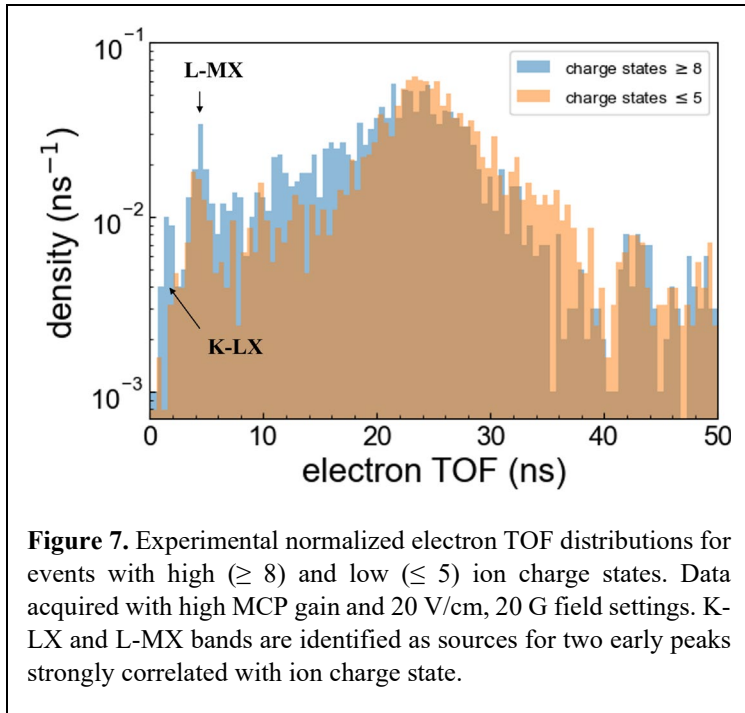 10⁻¹
L-MX
charge states ≥ 8
charge states ≤ 5
density (ns⁻¹)
10⁻²
K-LX
10⁻³
0 10 20 30 40 50
electron TOF (ns)
Figure 7. Experimental normalized electron TOF distributions for
events with high (≥ 8) and low (≤ 5) ion charge states. Data
acquired with high MCP gain and 20 V/cm, 20 G field settings. K-
LX and L-MX bands are identified as sources for two early peaks
strongly correlated with ion charge state.